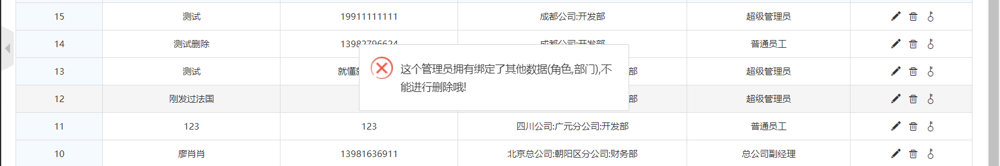 15 测试 19911111111 成都公司:开发部 超级管理员
14 测试删除 13982796624 成都公司:开发部 普通员工
13 测试 就懂 部 超级管理员
这个管理员拥有绑定了其他数据(角色,部门),不
能进行删除哦!
12 刚发过法国 部 超级管理员
11 123 123 四川公司:广元分公司:开发部 普通员工
10 廖肖肖 13981636911 北京总公司:朝阳区分公司:财务部 总公司副经理